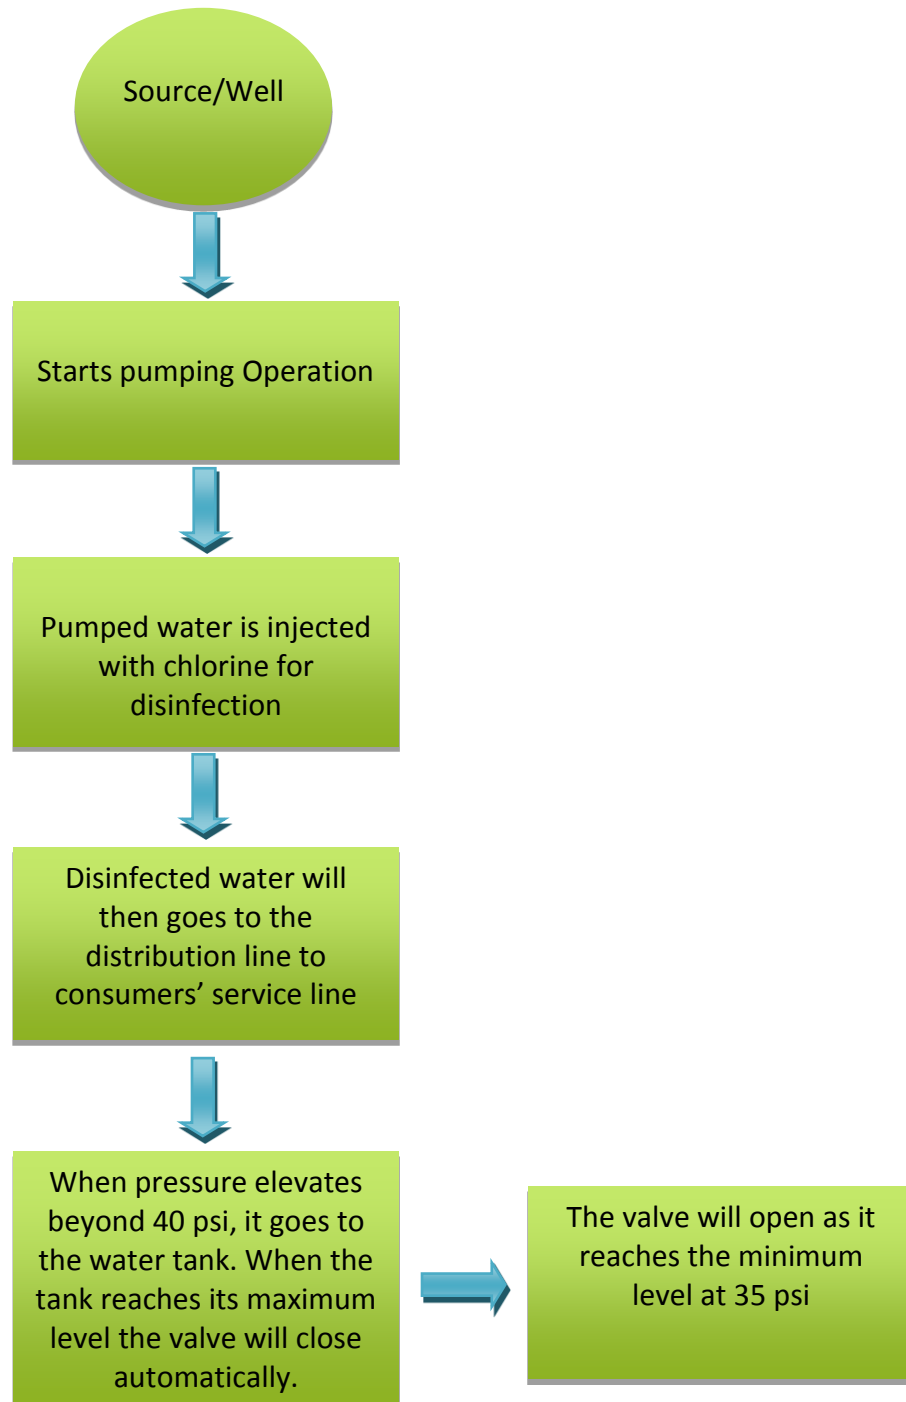 Source/Well
Starts pumping Operation
Pumped water is injected
with chlorine for
disinfection
Disinfected water will
then goes to the
distribution line to
consumers’ service line
When pressure elevates
beyond 40 psi, it goes to
the water tank. When the
tank reaches its maximum
level the valve will close
automatically.
The valve will open as it
reaches the minimum
level at 35 psi